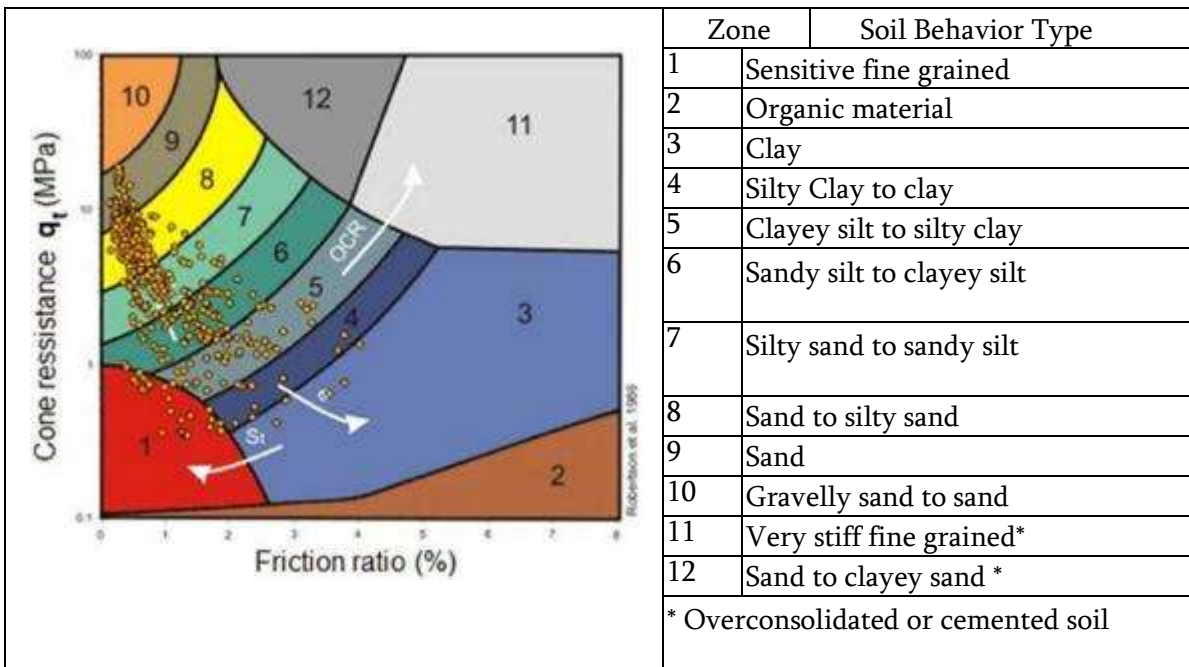 100
10
1
0.1
Cone ressistance qt (MPa)
10
9
8
7
6
5
4
3
2
1
12
11
OCR
e
St
Robertson et al. 1986
0 1 2 3 4 5 6 7 8
Friction ratio (%)
Zone Soil Behavior Type
1 Sensitive fine grained
2 Organic material
3 Clay
4 Silty Clay to clay
5 Clayey silt to silty clay
6 Sandy silt to clayey silt
7 Silty sand to sandy silt
8 Sand to silty sand
9 Sand
10 Gravelly sand to sand
11 Very stiff fine grained*
12 Sand to clayey sand *
* Overconsolidated or cemented soil